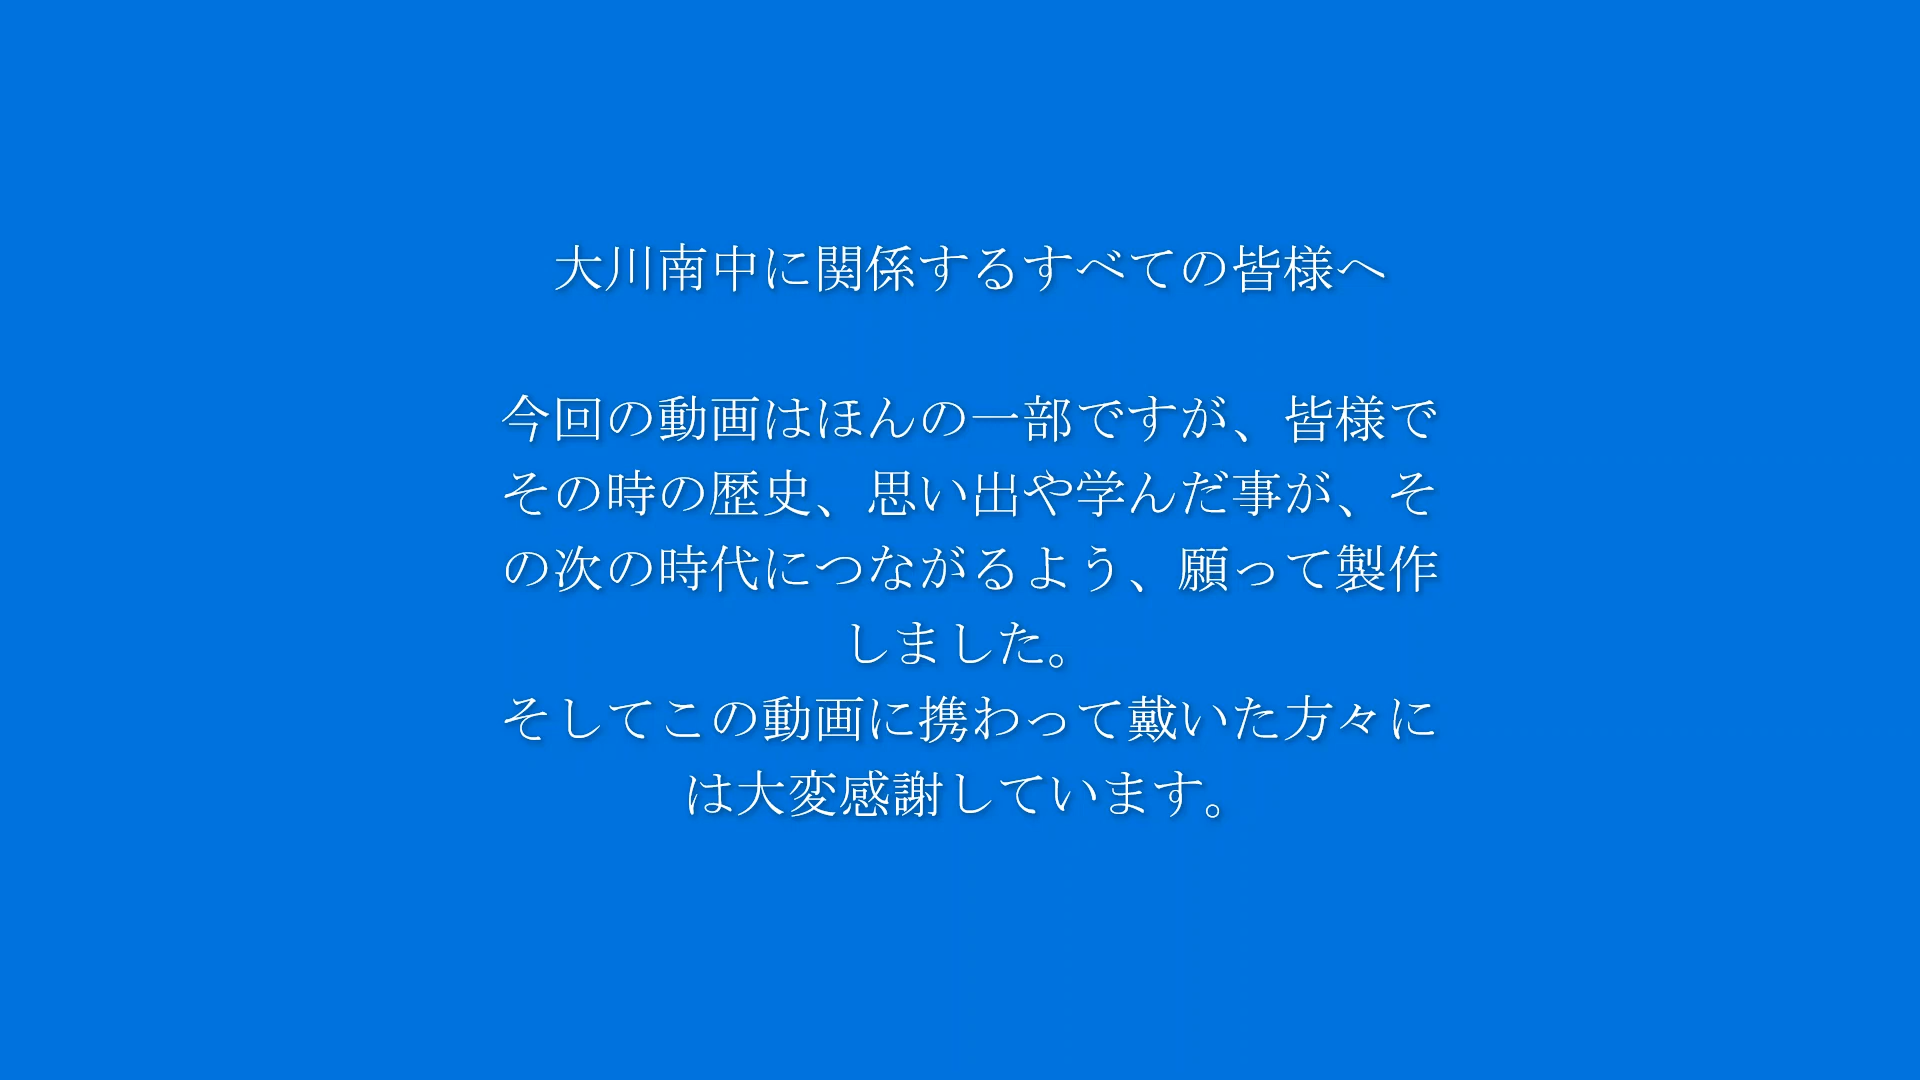 大川南中に関係するすべての皆様へ
今回の動画はほんの一部ですが、皆様で
その時の歴史、思い出や学んだ事が、そ
の次の時代につながるよう、願って製作
しました。
そしてこの動画に携わって戴いた方々に
は大変感謝しています。